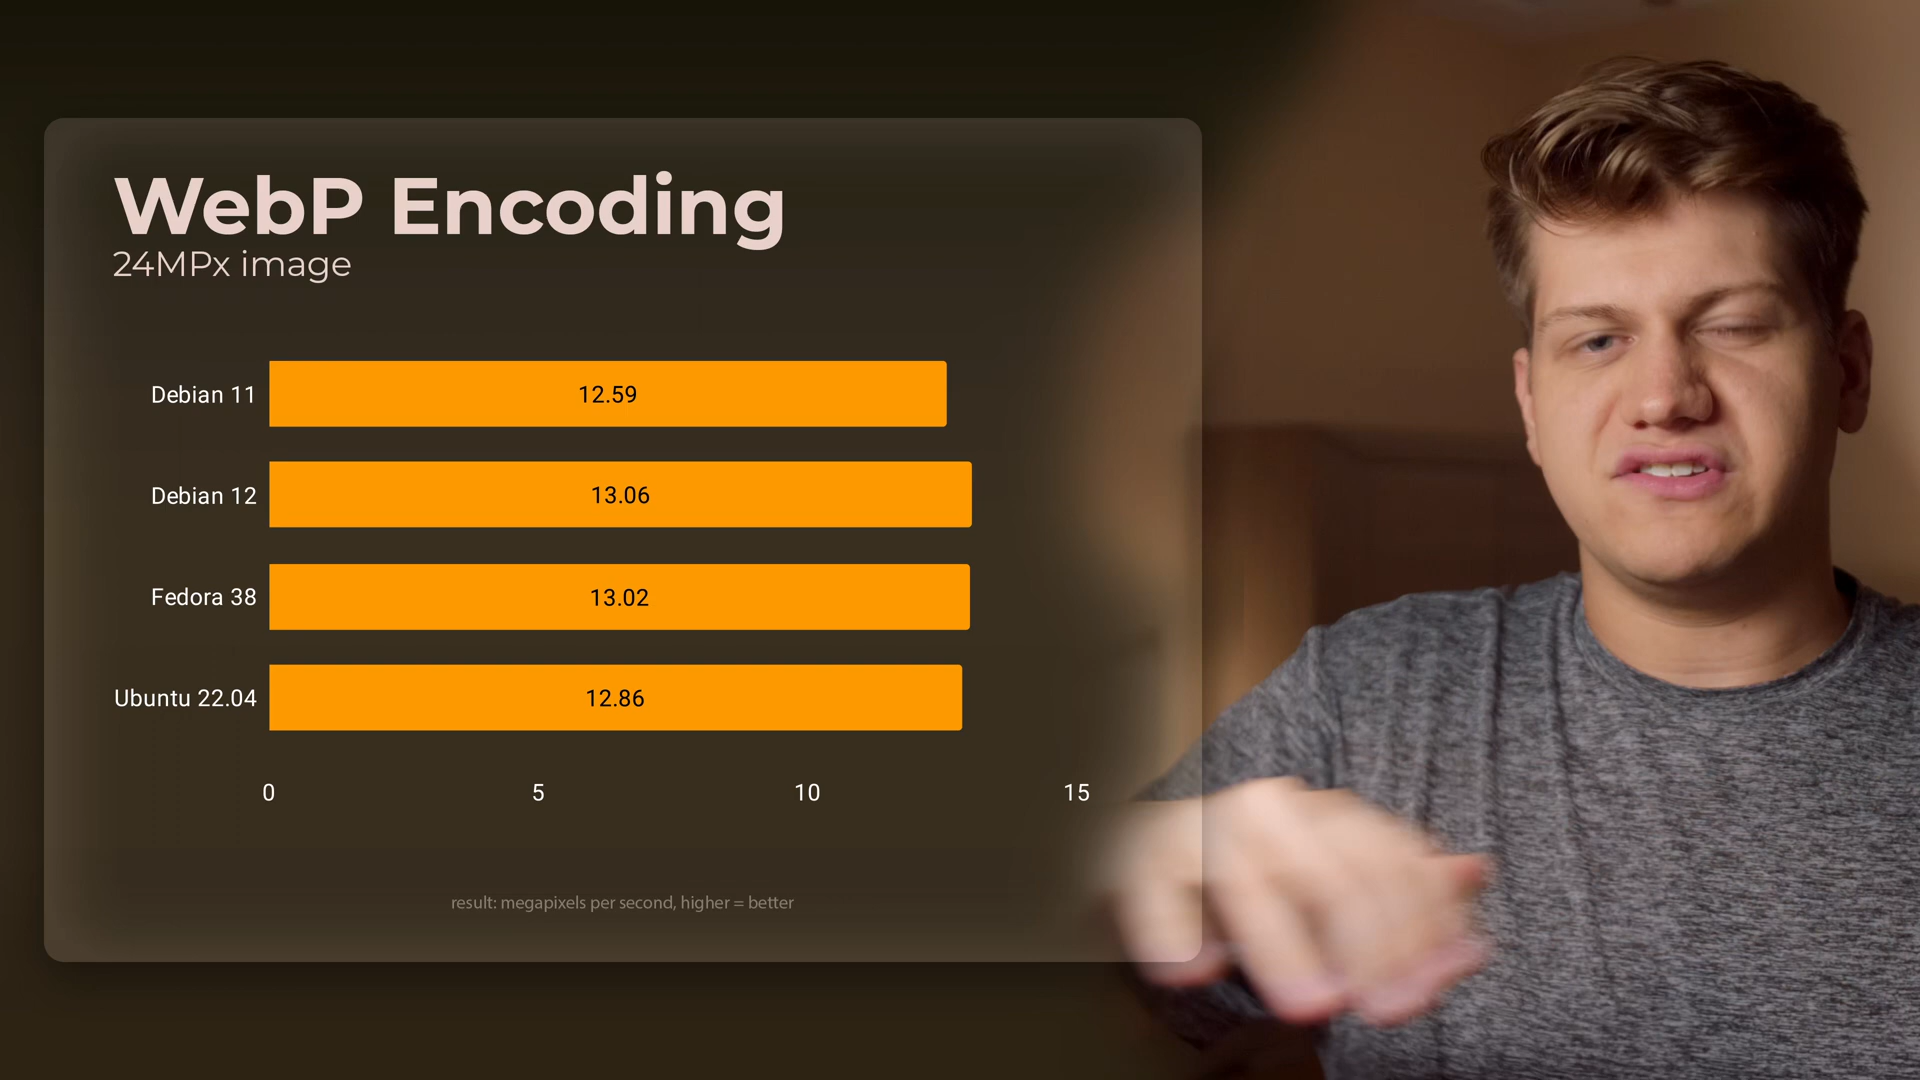 WebP Encoding
24MPx image
Debian 11 12.59
Debian 12 13.06
Fedora 38 13.02
Ubuntu 22.04 12.86
0 5 10 15
result: megapixels per second, higher = better